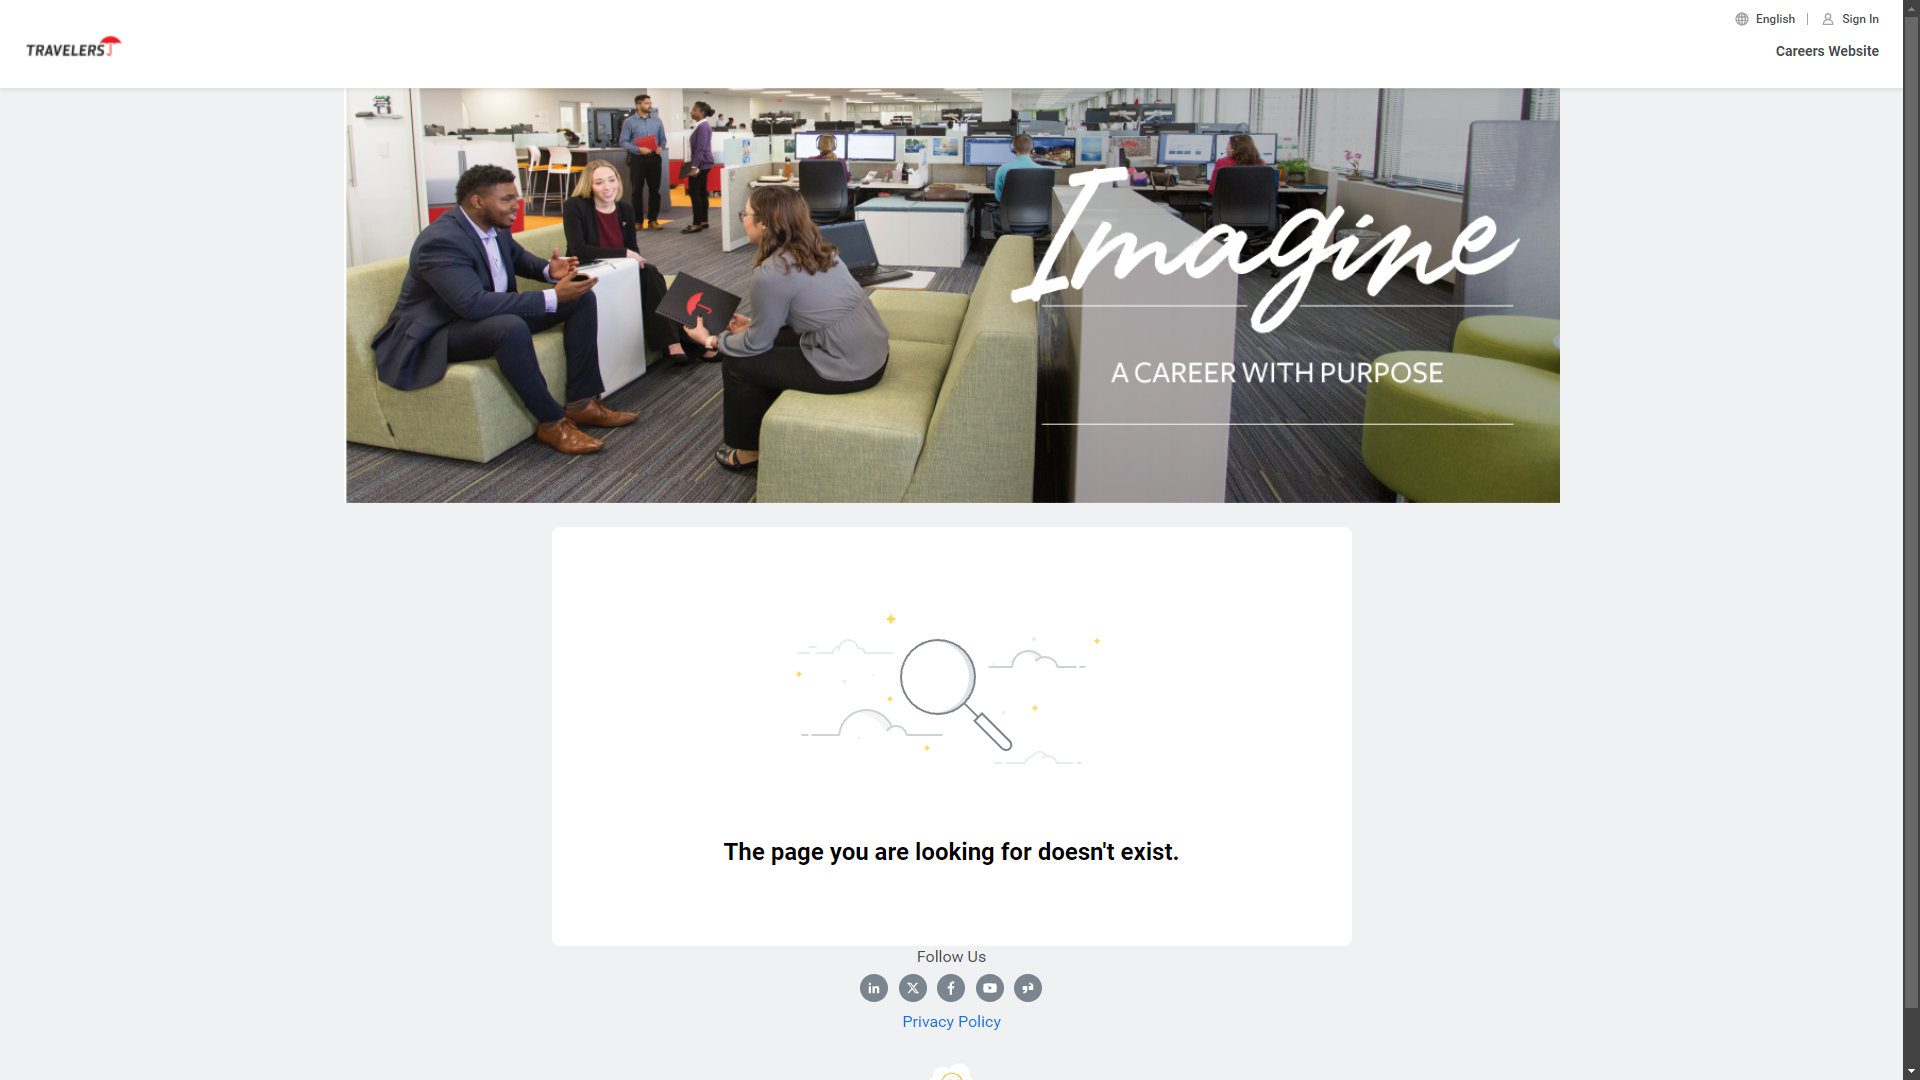 English
Sign In
TRAVELERS
Careers Website
Imagine
A CAREER WITH PURPOSE
The page you are looking for doesn't exist.
Follow Us
Privacy Policy